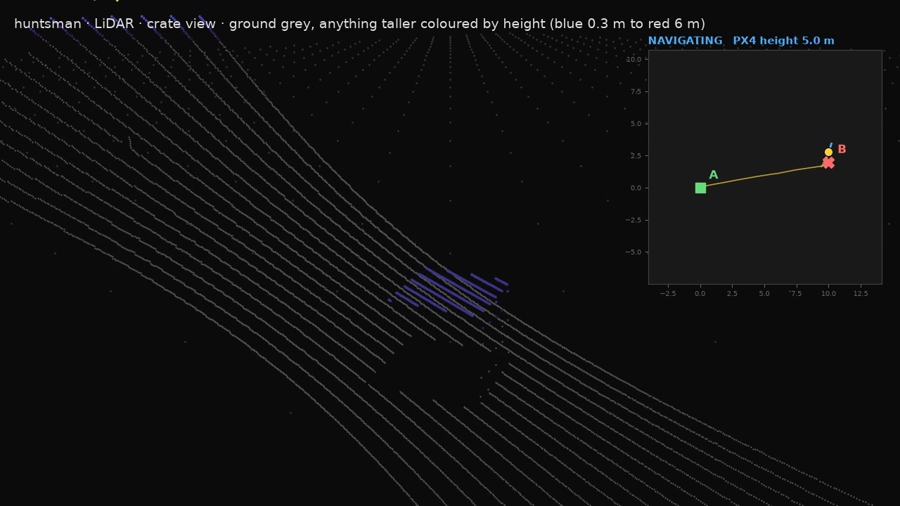 huntsman · LiDAR · crate view · ground grey, anything taller coloured by height (blue 0.3 m to red 6 m)
NAVIGATING PX4 height 5.0 m
10.0
7.5
5.0
2.5
0.0
−2.5
−5.0
A
B
−2.5 0.0 2.5 5.0 7.5 10.0 12.5